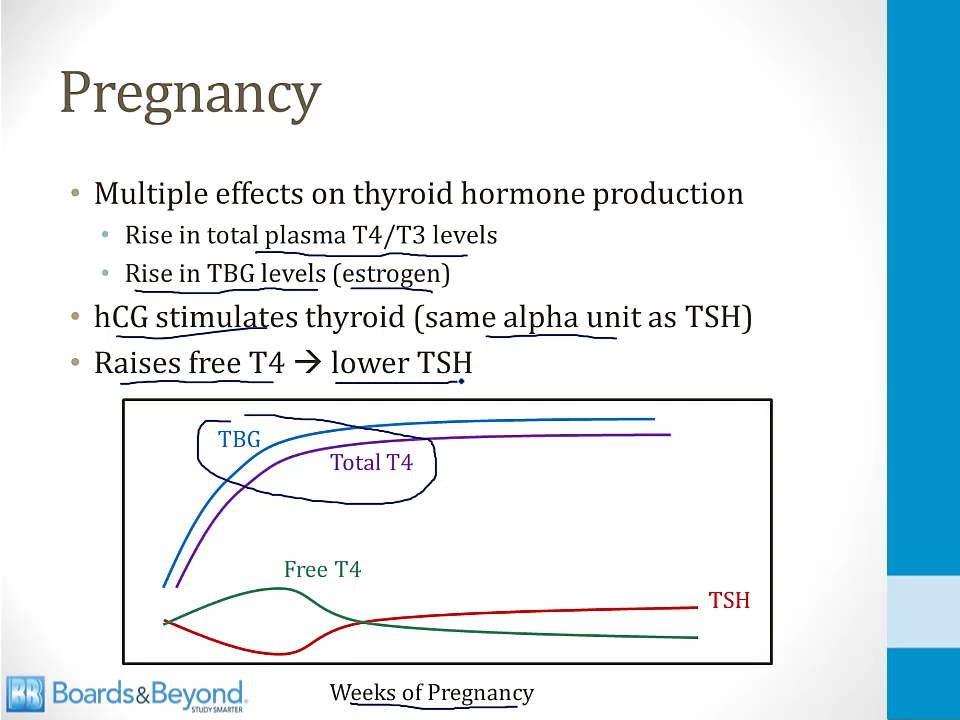 Pregnancy
• Multiple effects on thyroid hormone production
• Rise in total plasma T4/T3 levels
• Rise in TBG levels (estrogen)
• hCG stimulates thyroid (same alpha unit as TSH)
• Raises free T4 → lower TSH
TBG
Total T4
Free T4
TSH
Weeks of Pregnancy
BB Boards&Beyond.
STUDY SMARTER